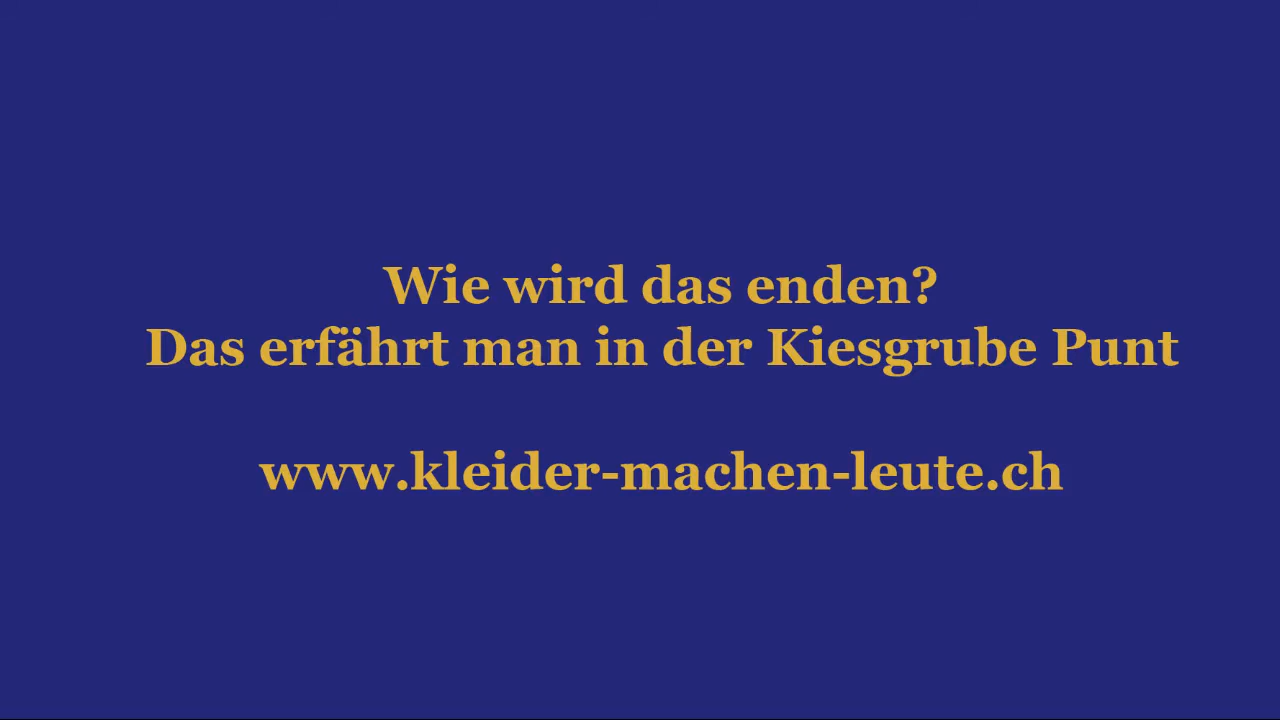 Wie wird das enden?
Das erfährt man in der Kiesgrube Punt
www.kleider-machen-leute.ch